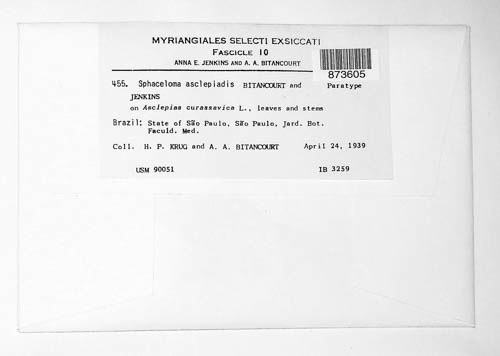 MYRIANGIALES SELECTI EXSICCATI
FASCICLE 10
ANNA E. JENKINS AND A. A. BITANCOURT
873605
455. Sphaceloma asclepiadis BITANCOURT and Paratype
JENKINS
on Asclepias curassavica L., leaves and stems
Brazil: State of São Paulo, São Paulo, Jard. Bot.
Faculd. Med.
Coll. H. P. KRUG and A. A. BITANCOURT April 24, 1939
USM 90051 IB 3259